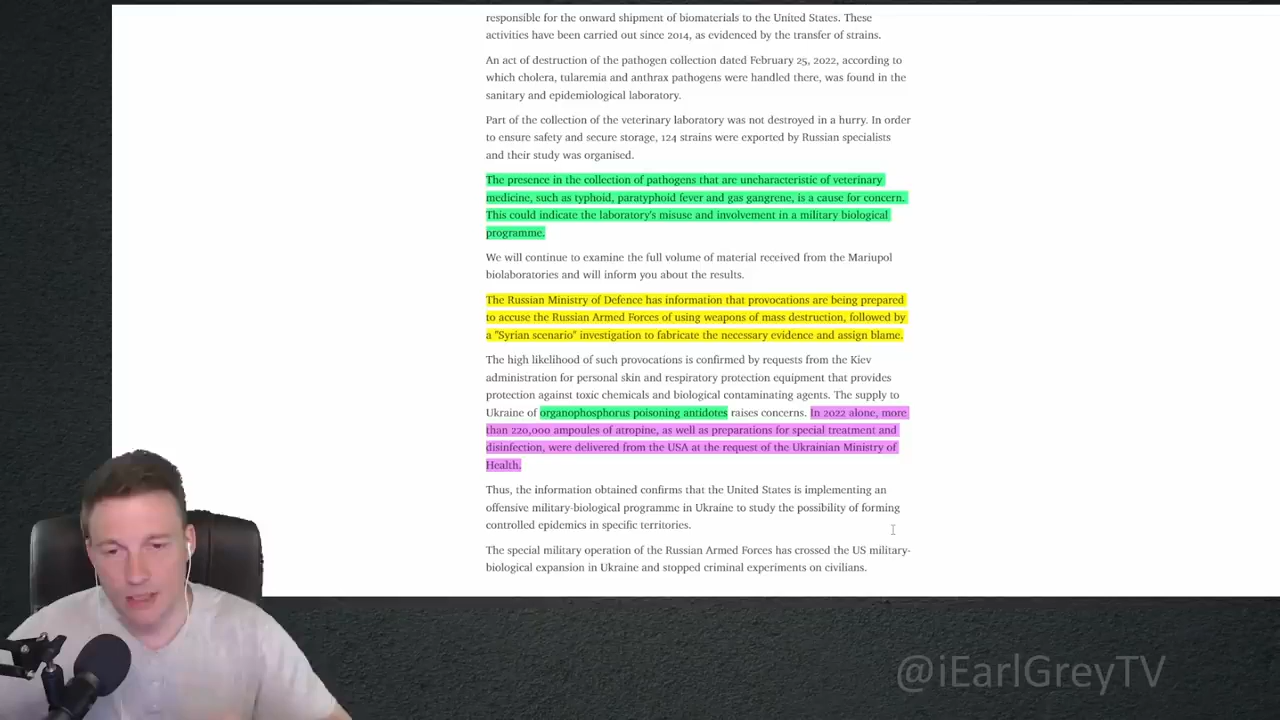 responsible for the onward shipment of biomaterials to the United States. These
activities have been carried out since 2014, as evidenced by the transfer of strains.
An act of destruction of the pathogen collection dated February 25, 2022, according to
which cholera, tularemia and anthrax pathogens were handled there, was found in the
sanitary and epidemiological laboratory.
Part of the collection of the veterinary laboratory was not destroyed in a hurry. In order
to ensure safety and secure storage, 124 strains were exported by Russian specialists
and their study was organised.
The presence in the collection of pathogens that are uncharacteristic of veterinary
medicine, such as typhoid, paratyphoid fever and gas gangrene, is a cause for concern.
This could indicate the laboratory's misuse and involvement in a military biological
programme.
We will continue to examine the full volume of material received from the Mariupol
biolaboratories and will inform you about the results.
The Russian Ministry of Defence has information that provocations are being prepared
to accuse the Russian Armed Forces of using weapons of mass destruction, followed by
a "Syrian scenario" investigation to fabricate the necessary evidence and assign blame.
The high likelihood of such provocations is confirmed by requests from the Kiev
administration for personal skin and respiratory protection equipment that provides
protection against toxic chemicals and biological contaminating agents. The supply to
Ukraine of organophosphorus poisoning antidotes raises concerns. In 2022 alone, more
than 220,000 ampoules of atropine, as well as preparations for special treatment and
disinfection, were delivered from the USA at the request of the Ukrainian Ministry of
Health.
Thus, the information obtained confirms that the United States is implementing an
offensive military-biological programme in Ukraine to study the possibility of forming
controlled epidemics in specific territories.
The special military operation of the Russian Armed Forces has crossed the US military-
biological expansion in Ukraine and stopped criminal experiments on civilians.
@iEarlGreyTV